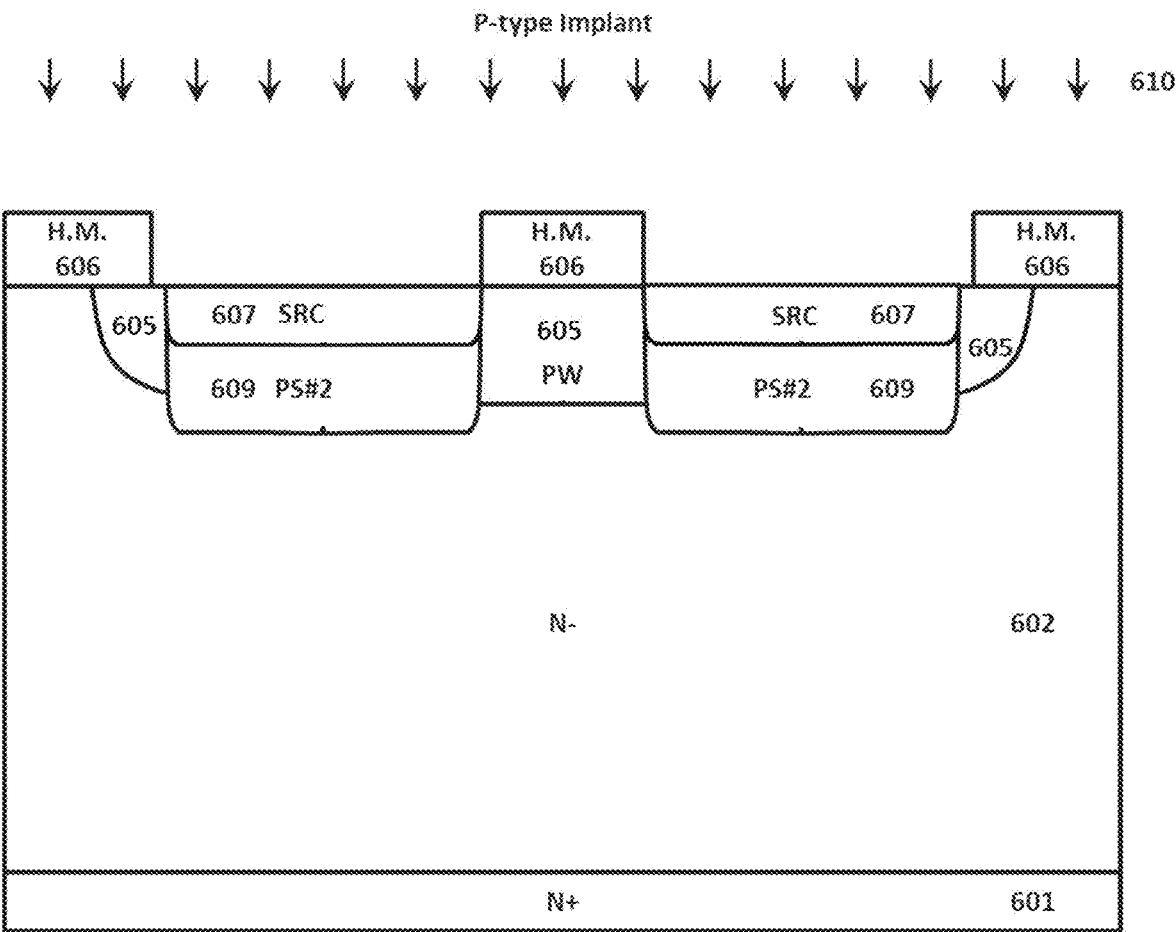 P-type Implant
610
H.M. H.M. H.M.
606 606 606
607 SRC SRC 607
605 605 605
PW
609 PS#2 PS#2 609
N- 602
N+ 601